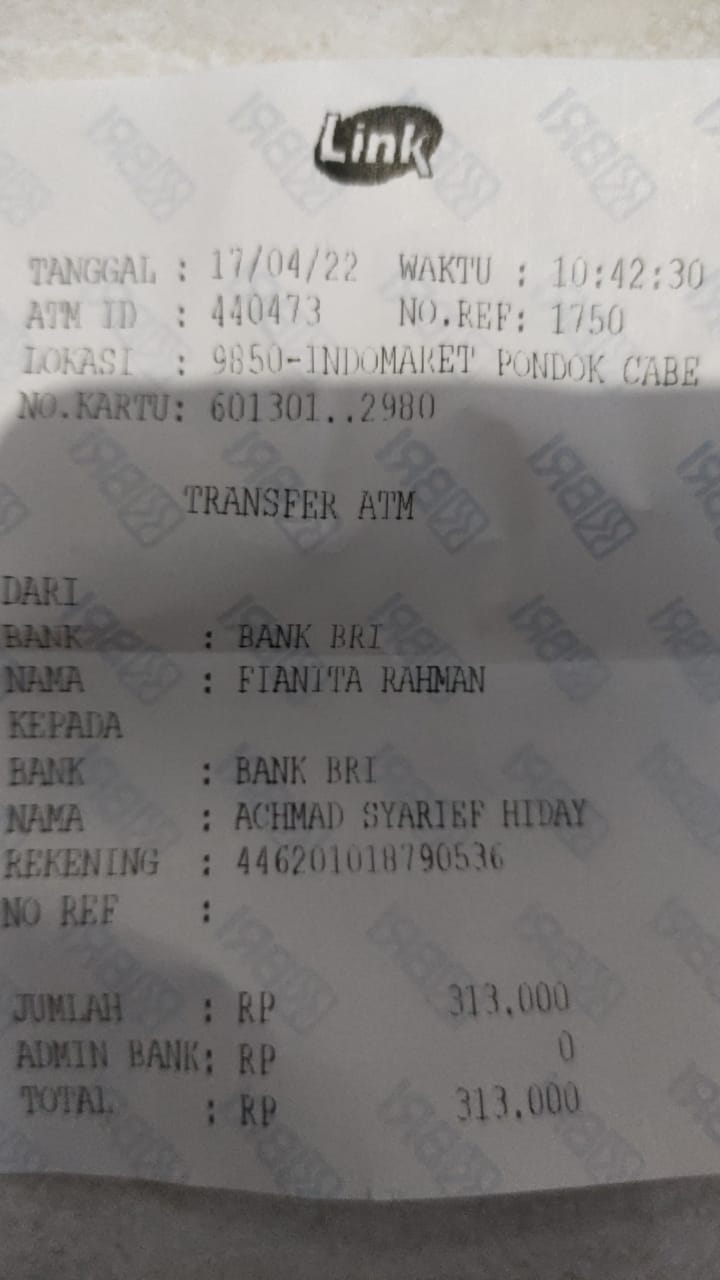 Link
TANGGAL : 17/04/22 WAKTU : 10:42:30
ATM ID : 440473 NO.REF: 1750
LOKASI : 9850-INDOMARET PONDOK CABE
NO.KARTU: 601301..2980
TRANSFER ATM
DARI
BANK : BANK BRI
NAMA : FIANITA RAHMAN
KEPADA
BANK : BANK BRI
NAMA : ACHMAD SYARIEF HIDAY
REKENING : 446201018790536
NO REF :
JUMLAH : RP 313.000
ADMIN BANK: RP 0
TOTAL : RP 313.000